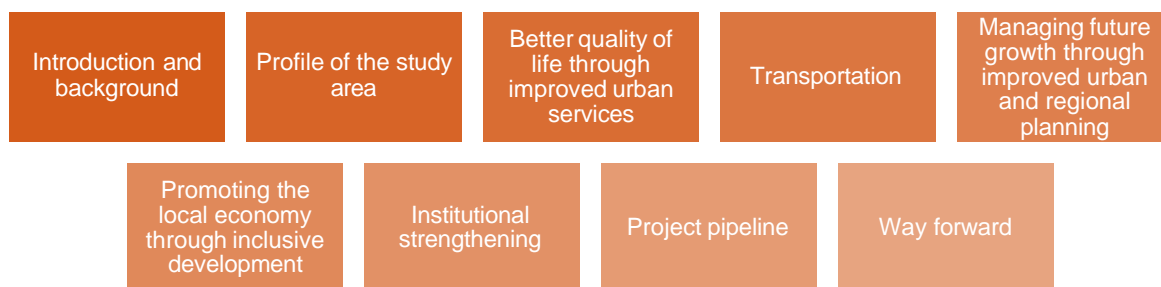 Introduction and
background
Profile of the study
area
Better quality of
life through
improved urban
services
Transportation
Managing future
growth through
improved urban
and regional
planning
Promoting the
local economy
through inclusive
development
Institutional
strengthening
Project pipeline
Way forward